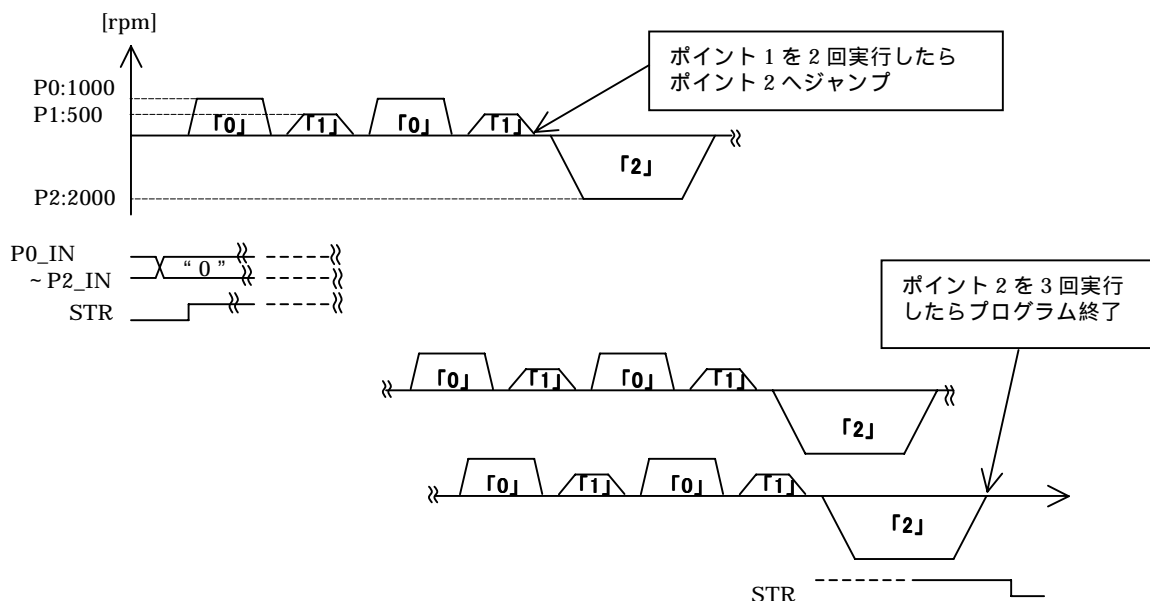 [rpm]
P0:1000
P1:500
P2:2000
「0」
「1」
「0」
「1」
「2」
ポイント 1 を 2 回実行したら
ポイント 2 へジャンプ
P0_IN
~ P2_IN
“ 0 ”
STR
ポイント 2 を 3 回実行
したらプログラム終了
「0」
「1」
「0」
「1」
「2」
「0」
「1」
「0」
「1」
「2」
STR